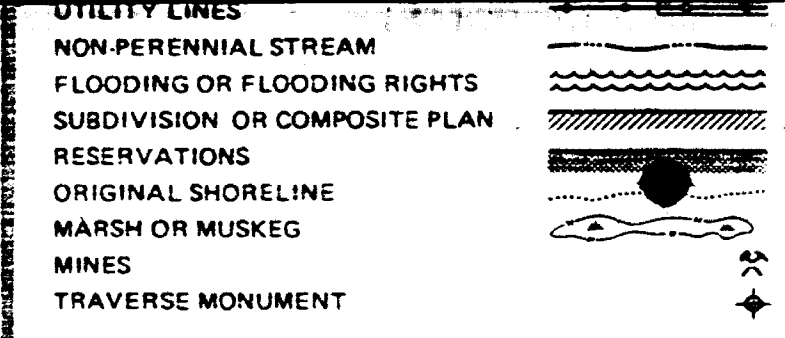 UTILITY LINES
NON-PERENNIAL STREAM
FLOODING OR FLOODING RIGHTS
SUBDIVISION OR COMPOSITE PLAN
RESERVATIONS
ORIGINAL SHORELINE
MARSH OR MUSKEG
MINES
TRAVERSE MONUMENT